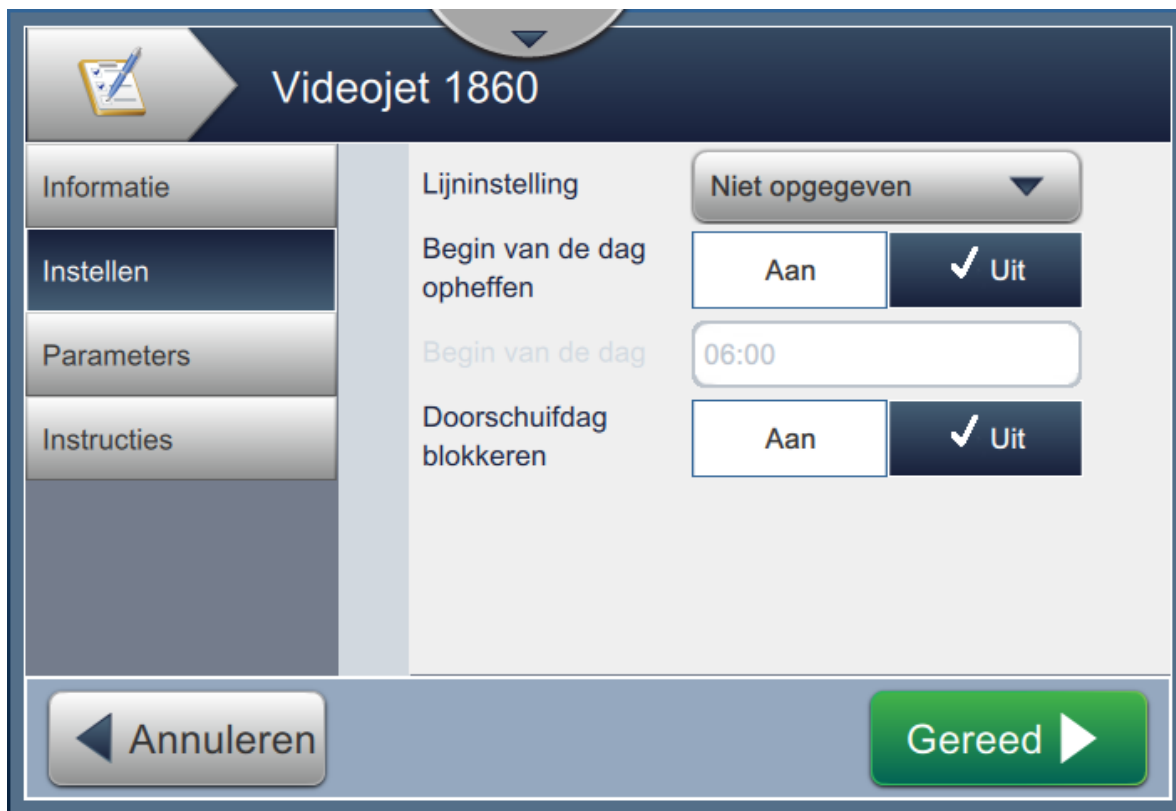 Videojet 1860
Informatie
Instellen
Parameters
Instructies
Lijninstelling
Niet opgegeven
Begin van de dag
opheffen
Aan
Uit
Begin van de dag
06:00
Doorschuifdag
blokkeren
Aan
Uit
Annuleren
Gereed